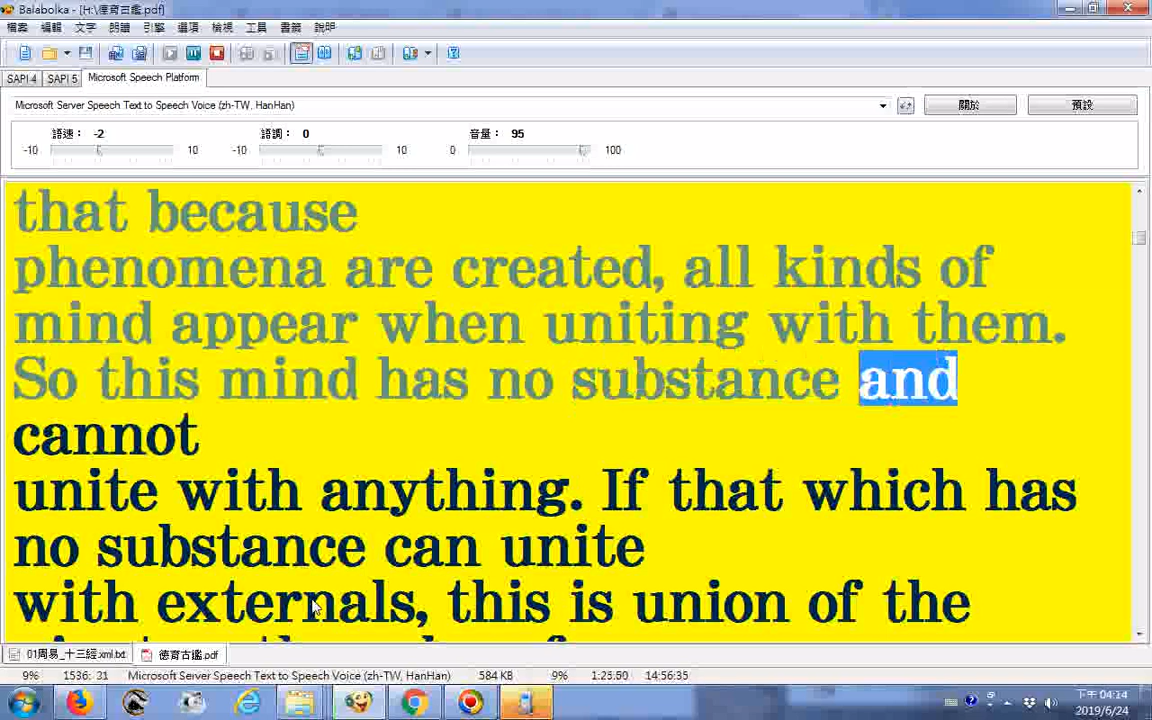 Balabolka - [H:\德育古鑑.pdf]
檔案 編輯 文字 朗讀 引擎 選項 檢視 工具 書籤 說明
SAPI 4 SAPI 5 Microsoft Speech Platform
Microsoft Server Speech Text to Speech Voice (zh-TW, HanHan) 關於 預設
語速： -2 語調： 0 音量： 95
-10 10 -10 10 0 100
that because
phenomena are created, all kinds of
mind appear when uniting with them.
So this mind has no substance and
cannot
unite with anything. If that which has
no substance can unite
with externals, this is union of the
01周易_十三經.xml.txt 德育古鑑.pdf
9% 1536: 31 Microsoft Server Speech Text to Speech Voice (zh-TW, HanHan) 584 KB 9% 1:25:50 14:56:35
下午 04:14
2019/6/24